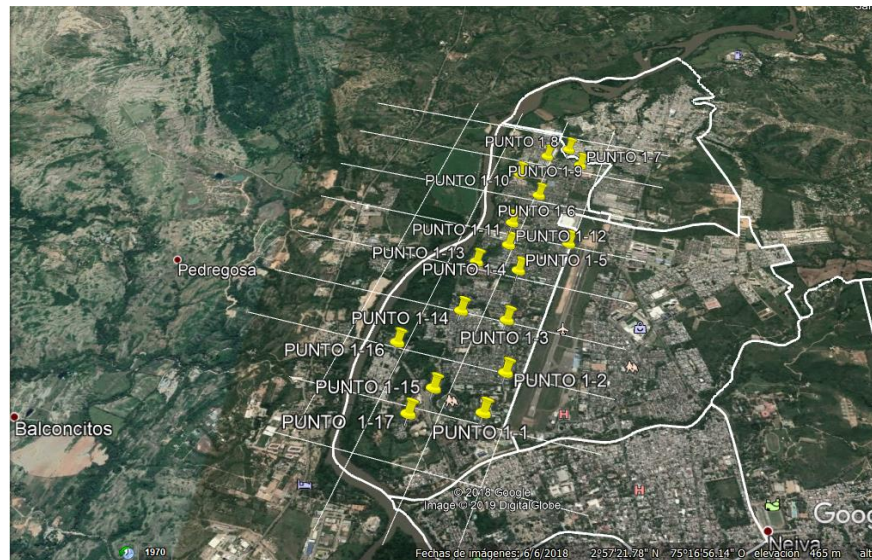 PUNTO 1-8
PUNTO 1-7
PUNTO 1-9
PUNTO 1-10
PUNTO 1-6
PUNTO 1-11
PUNTO 1-12
PUNTO 1-13
PUNTO 1-4
PUNTO 1-5
Pedregosa
PUNTO 1-14
PUNTO 1-3
PUNTO 1-16
PUNTO 1-2
PUNTO 1-15
PUNTO 1-17
PUNTO 1-1
Balconcitos
© 2018 Google
Image © 2019 DigitalGlobe
Goo
Neiva
1970
Fechas de imágenes: 6/6/2018 2°57'21.78" N 75°16'56.14" O elevación 465 m alt